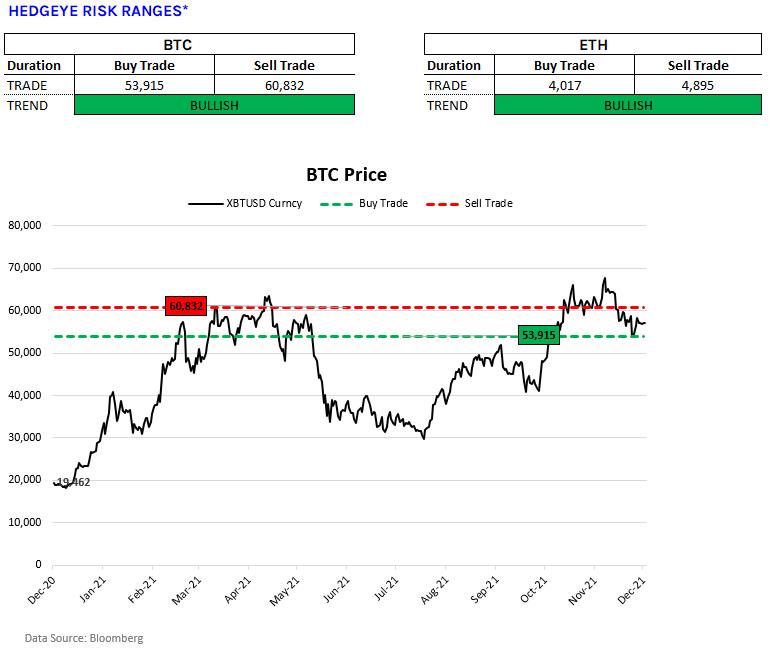 HEDGEYE RISK RANGES*
BTC
Duration Buy Trade Sell Trade
TRADE 53,915 60,832
TREND BULLISH
ETH
Duration Buy Trade Sell Trade
TRADE 4,017 4,895
TREND BULLISH
BTC Price
XBTUSD Curncy Buy Trade Sell Trade
80,000
70,000
60,000
50,000
40,000
30,000
20,000
10,000
0
60,832
53,915
19,462
Dec-20 Jan-21 Feb-21 Mar-21 Apr-21 May-21 Jun-21 Jul-21 Aug-21 Sep-21 Oct-21 Nov-21 Dec-21
Data Source: Bloomberg